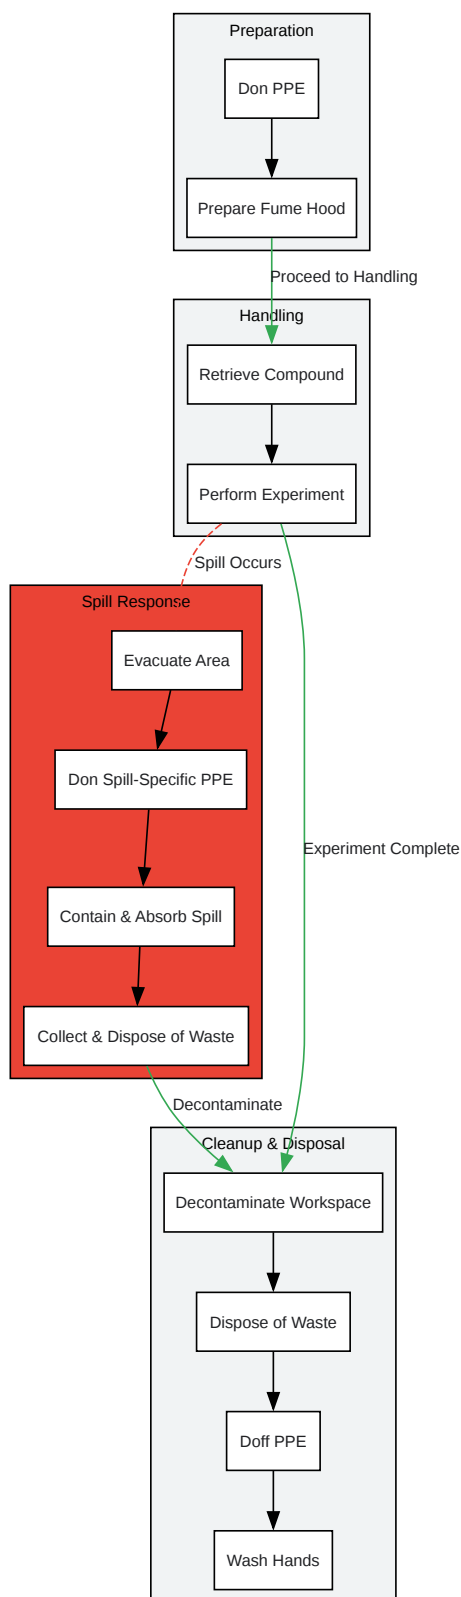 Preparation
Don PPE
Prepare Fume Hood
Proceed to Handling
Handling
Retrieve Compound
Perform Experiment
Spill Occurs
Spill Response
Evacuate Area
Don Spill-Specific PPE
Experiment Complete
Contain & Absorb Spill
Collect & Dispose of Waste
Decontaminate
Cleanup & Disposal
Decontaminate Workspace
Dispose of Waste
Doff PPE
Wash Hands